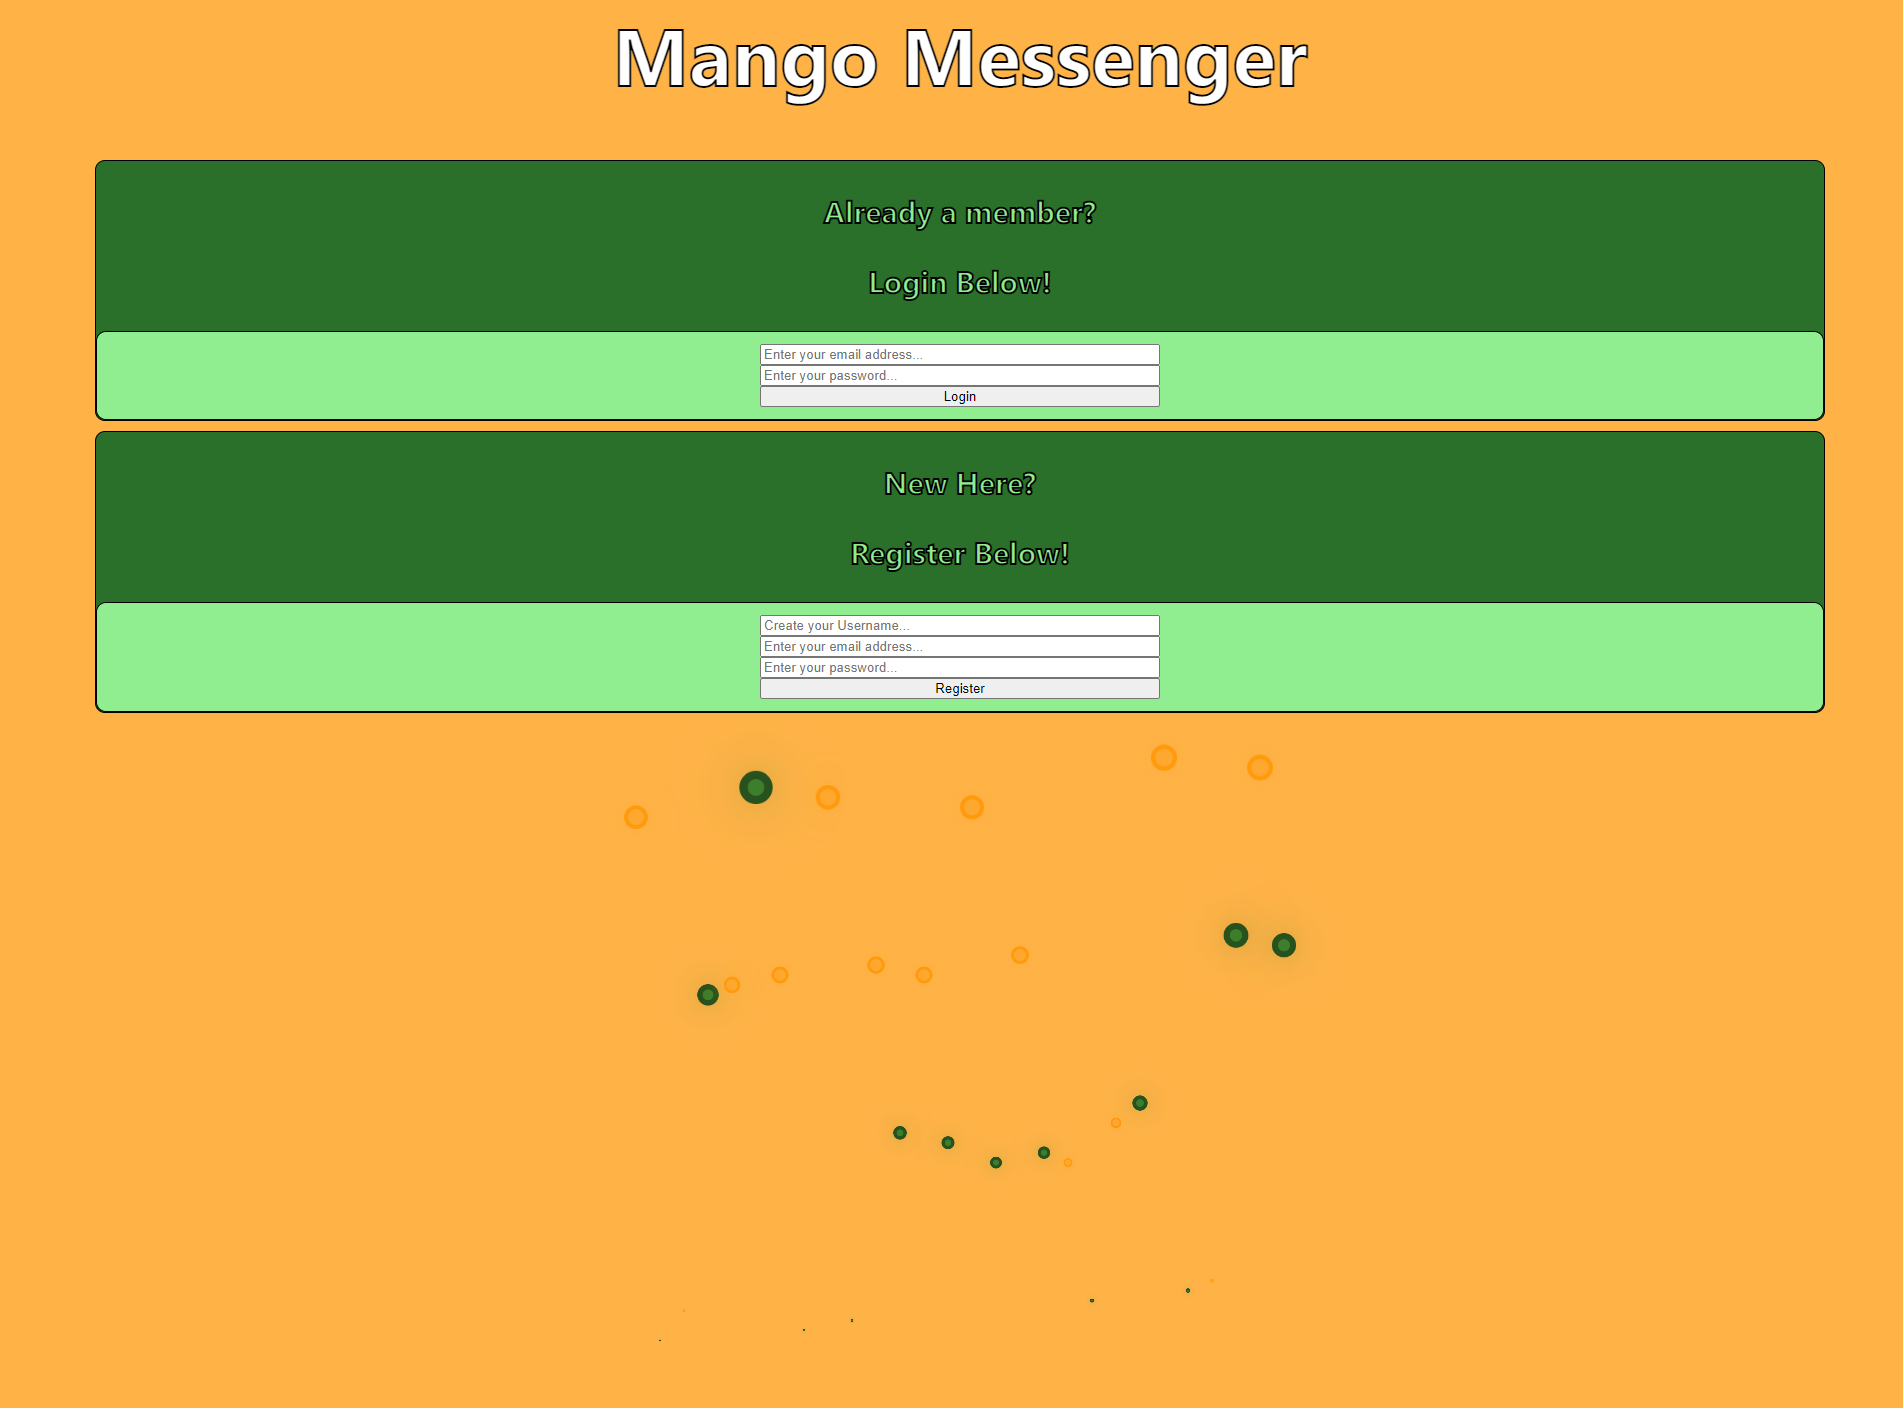 Mango Messenger
Already a member?
Login Below!
Enter your email address...
Enter your password...
Login
New Here?
Register Below!
Create your Username...
Enter your email address...
Enter your password...
Register